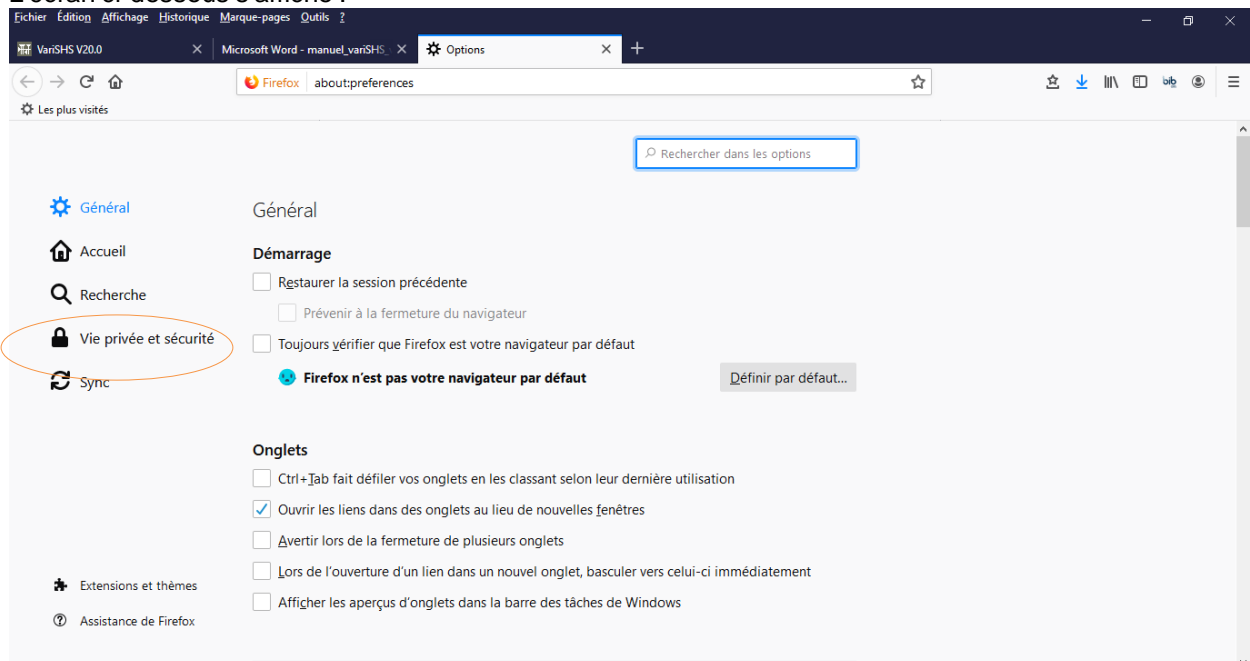 L'écran ci-dessous s'affiche :
Fichier Édition Affichage Historique Marque-pages Outils ?
VariSHS V20.0
Microsoft Word - manuel_variSHS_
Options
Firefox about:preferences
Les plus visités
Rechercher dans les options
Général
Accueil
Recherche
Vie privée et sécurité
Sync
Extensions et thèmes
Assistance de Firefox
Général
Démarrage
Restaurer la session précédente
Prévenir à la fermeture du navigateur
Toujours vérifier que Firefox est votre navigateur par défaut
Firefox n'est pas votre navigateur par défaut
Définir par défaut...
Onglets
Ctrl+Tab fait défiler vos onglets en les classant selon leur dernière utilisation
Ouvrir les liens dans des onglets au lieu de nouvelles fenêtres
Avertir lors de la fermeture de plusieurs onglets
Lors de l'ouverture d'un lien dans un nouvel onglet, basculer vers celui-ci immédiatement
Afficher les aperçus d'onglets dans la barre des tâches de Windows